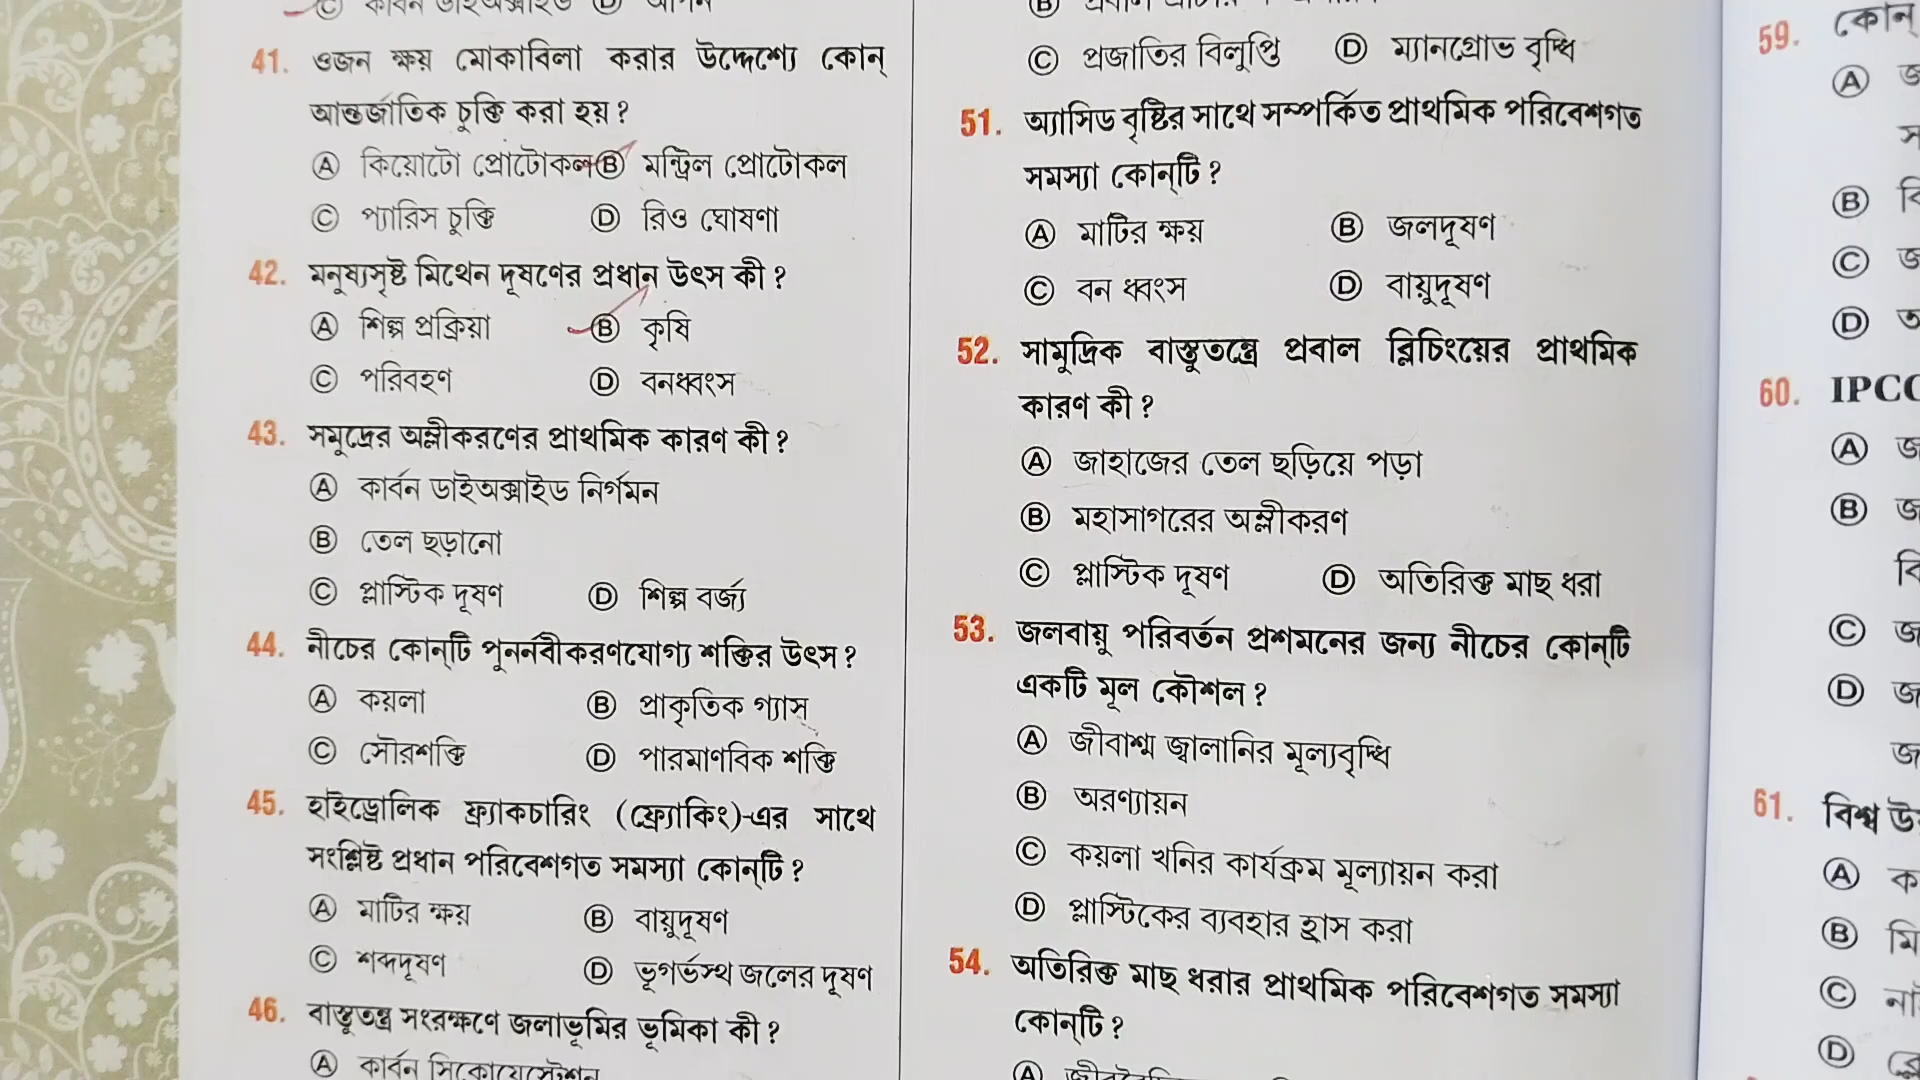 41. ওজন ক্ষয় মোকাবিলা করার উদ্দেশ্যে কোন্
আন্তর্জাতিক চুক্তি করা হয়?
Ⓐ কিয়োটো প্রোটোকল Ⓑ মন্ট্রিল প্রোটোকল
Ⓒ প্যারিস চুক্তি Ⓓ রিও ঘোষণা
42. মনুষ্যসৃষ্ট মিথেন দূষণের প্রধান উৎস কী?
Ⓐ শিল্প প্রক্রিয়া Ⓑ কৃষি
Ⓒ পরিবহণ Ⓓ বনধ্বংস
43. সমুদ্রের অম্লীকরণের প্রাথমিক কারণ কী?
Ⓐ কার্বন ডাইঅক্সাইড নির্গমন
Ⓑ তেল ছড়ানো
Ⓒ প্লাস্টিক দূষণ Ⓓ শিল্প বর্জ্য
44. নীচের কোন্‌টি পুনর্নবীকরণযোগ্য শক্তির উৎস?
Ⓐ কয়লা Ⓑ প্রাকৃতিক গ্যাস
Ⓒ সৌরশক্তি Ⓓ পারমাণবিক শক্তি
45. হাইড্রোলিক ফ্র্যাকচারিং (ফ্র্যোকিং)-এর সাথে
সংশ্লিষ্ট প্রধান পরিবেশগত সমস্যা কোন্‌টি?
Ⓐ মাটির ক্ষয় Ⓑ বায়ুদূষণ
Ⓒ শব্দদূষণ Ⓓ ভূগর্ভস্থ জলের দূষণ
46. বাস্তুতন্ত্র সংরক্ষণে জলাভূমির ভূমিকা কী?
Ⓐ কার্বন সিকোয়েস্ট্রেশন
Ⓒ প্রজাতির বিলুপ্তি Ⓓ ম্যানগ্রোভ বৃদ্ধি
51. অ্যাসিড বৃষ্টির সাথে সম্পর্কিত প্রাথমিক পরিবেশগত
সমস্যা কোন্‌টি?
Ⓐ মাটির ক্ষয় Ⓑ জলদূষণ
Ⓒ বন ধ্বংস Ⓓ বায়ুদূষণ
52. সামুদ্রিক বাস্তুতন্ত্রে প্রবাল ব্লিচিংয়ের প্রাথমিক
কারণ কী?
Ⓐ জাহাজের তেল ছড়িয়ে পড়া
Ⓑ মহাসাগরের অম্লীকরণ
Ⓒ প্লাস্টিক দূষণ Ⓓ অতিরিক্ত মাছ ধরা
53. জলবায়ু পরিবর্তন প্রশমনের জন্য নীচের কোন্‌টি
একটি মূল কৌশল?
Ⓐ জীবাশ্ম জ্বালানির মূল্যবৃদ্ধি
Ⓑ অরণ্যায়ন
Ⓒ কয়লা খনির কার্যক্রম মূল্যায়ন করা
Ⓓ প্লাস্টিকের ব্যবহার হ্রাস করা
54. অতিরিক্ত মাছ ধরার প্রাথমিক পরিবেশগত সমস্যা
কোন্‌টি?
59. কোন্
Ⓐ
Ⓑ
Ⓒ
Ⓓ
60. IPCC
Ⓐ
Ⓑ
Ⓒ
Ⓓ
61. বিশ্ব
Ⓐ
Ⓑ
Ⓒ
Ⓓ